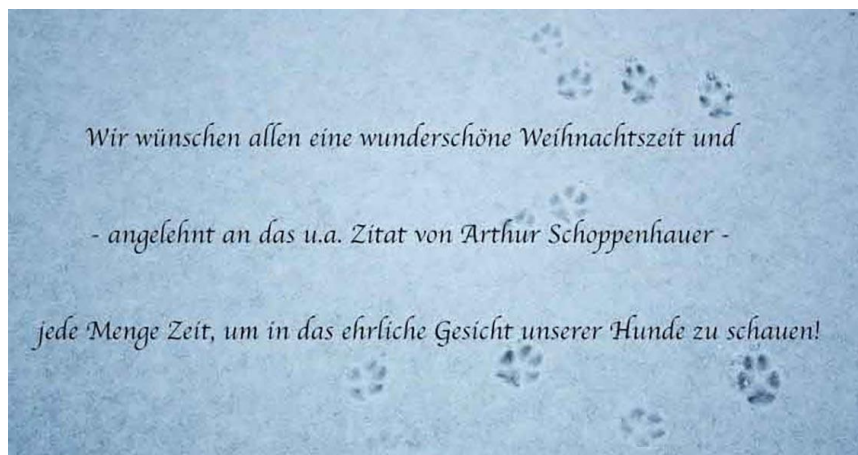 Wir wünschen allen eine wunderschöne Weihnachtszeit und
- angelehnt an das u.a. Zitat von Arthur Schoppenhauer -
jede Menge Zeit, um in das ehrliche Gesicht unserer Hunde zu schauen!